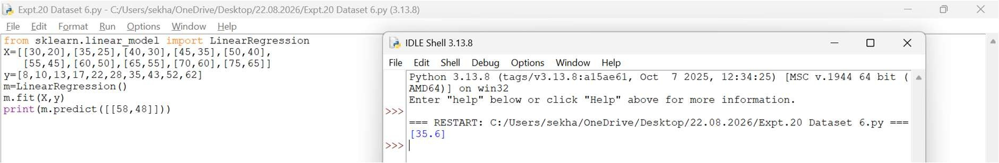 Expt.20 Dataset 6.py - C:/Users/sekha/OneDrive/Desktop/22.08.2026/Expt.20 Dataset 6.py (3.13.8)
File Edit Format Run Options Window Help
from sklearn.linear_model import LinearRegression
X=[[30,20],[35,25],[40,30],[45,35],[50,40],
[55,45],[60,50],[65,55],[70,60],[75,65]]
y=[8,10,13,17,22,28,35,43,52,62]
m=LinearRegression()
m.fit(X,y)
print(m.predict([[58,48]]))
IDLE Shell 3.13.8
File Edit Shell Debug Options Window Help
Python 3.13.8 (tags/v3.13.8:a15ae61, Oct  7 2025, 12:34:25) [MSC v.1944 64 bit (
AMD64)] on win32
Enter "help" below or click "Help" above for more information.
>>>
=== RESTART: C:/Users/sekha/OneDrive/Desktop/22.08.2026/Expt.20 Dataset 6.py ===
[35.6]
>>>